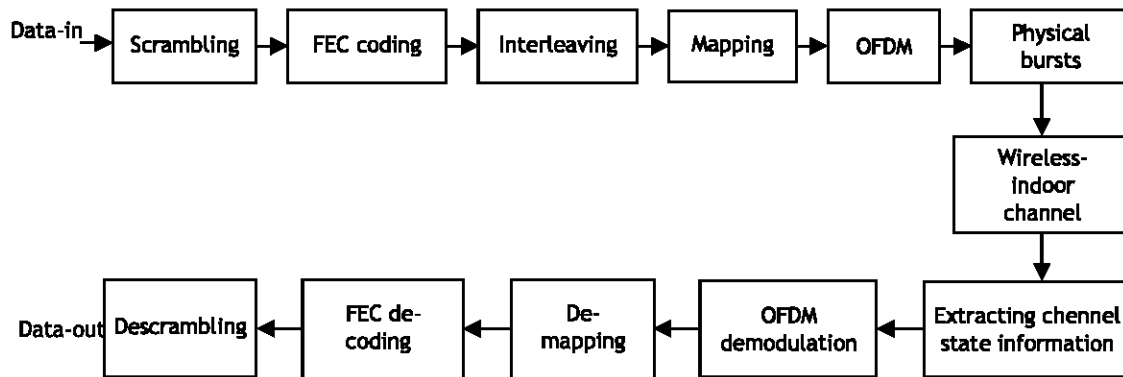 Data-in
Scrambling
FEC coding
Interleaving
Mapping
OFDM
Physical
bursts
Wireless-
indoor
channel
Extracting chennel
state information
OFDM
demodulation
De-
mapping
FEC de-
coding
Descrambling
Data-out